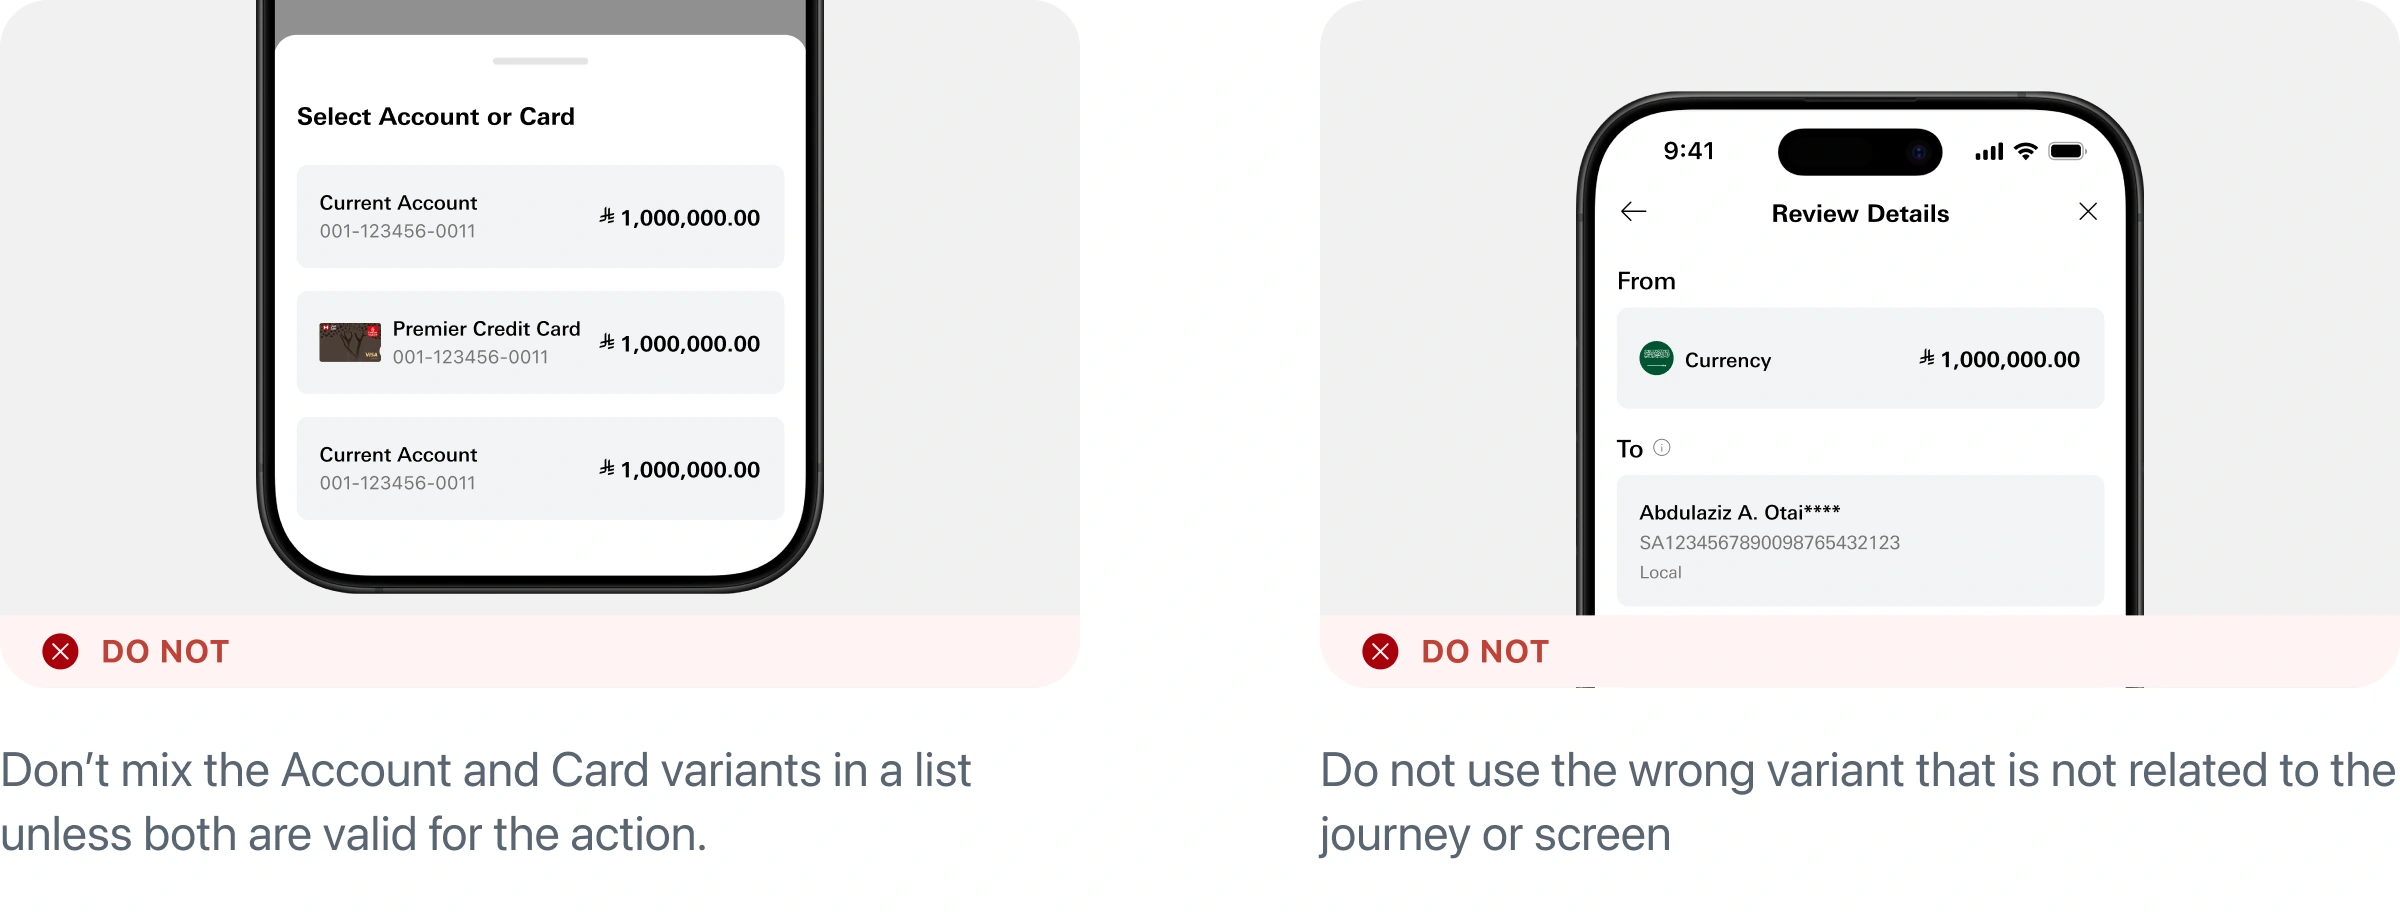 Select Account or Card
Current Account
001-123456-0011
1,000,000.00
Premier Credit Card
001-123456-0011
1,000,000.00
VISA
Current Account
001-123456-0011
1,000,000.00
DO NOT
Don’t mix the Account and Card variants in a list
unless both are valid for the action.
9:41
Review Details
From
Currency
1,000,000.00
To
Abdulaziz A. Otai****
SA1234567890098765432123
Local
DO NOT
Do not use the wrong variant that is not related to the
journey or screen